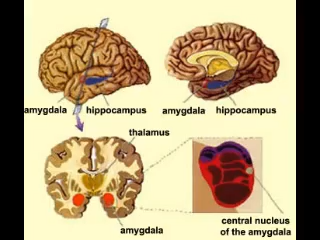 amygdala hippocampus amygdala hippocampus
thalamus
amygdala
central nucleus
of the amygdala